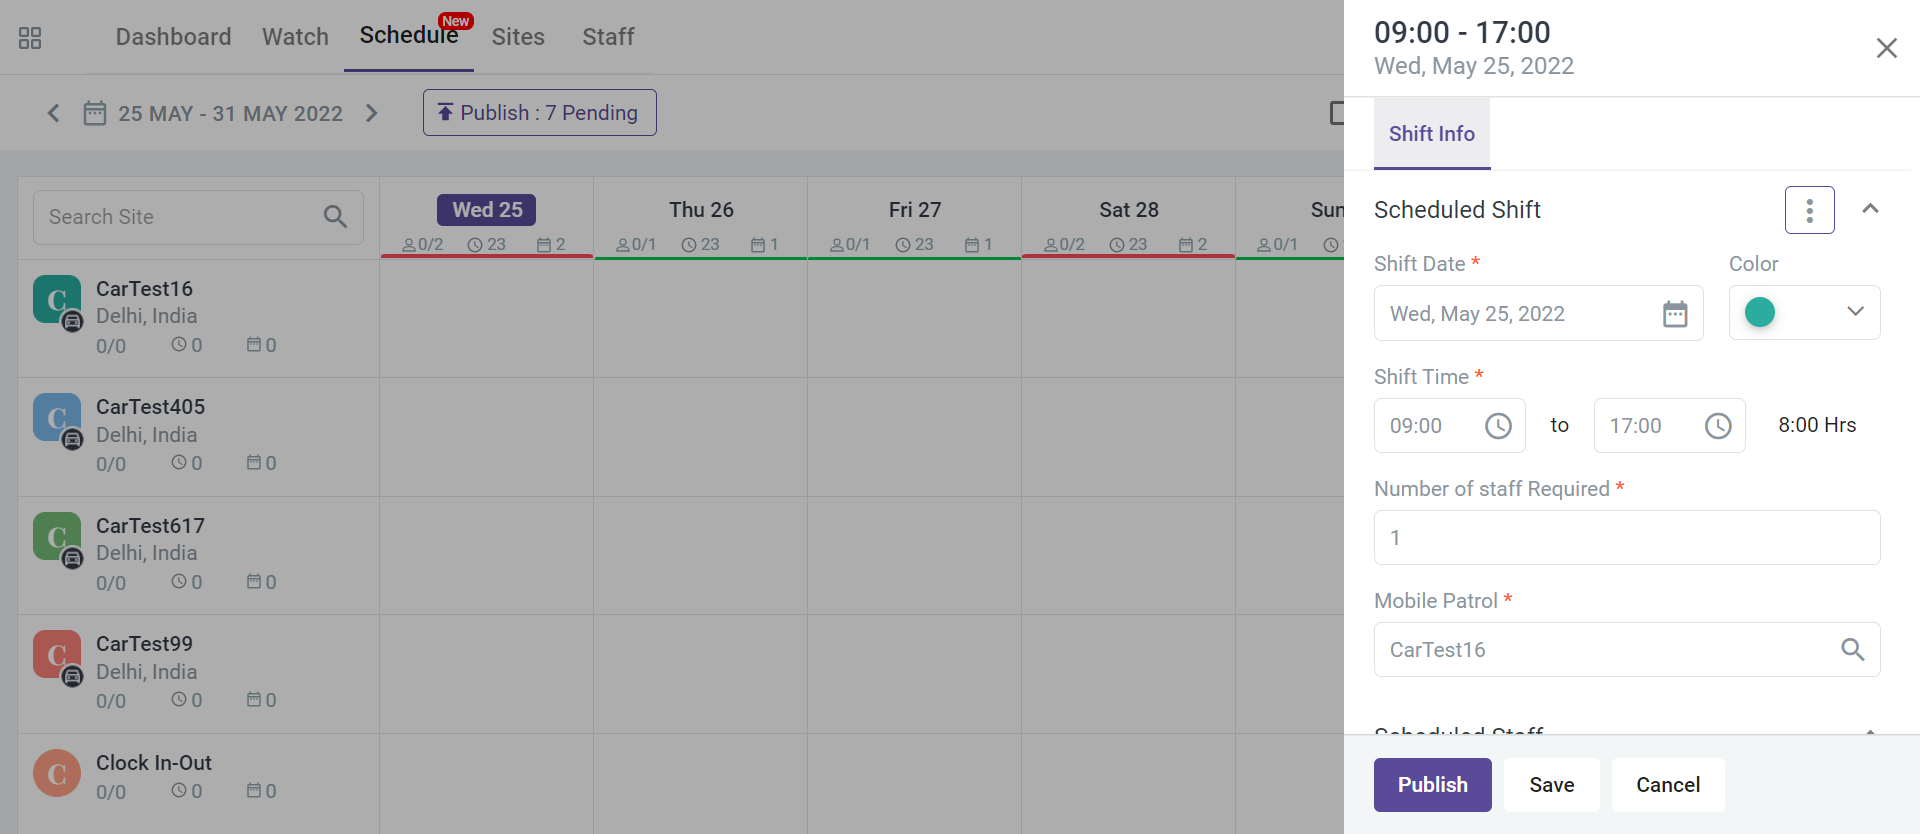 Dashboard Watch Schedule New Sites Staff
25 MAY - 31 MAY 2022 Publish : 7 Pending
Search Site
Wed 25 Thu 26 Fri 27 Sat 28 Sun
0/2 23 2 0/1 23 1 0/1 23 1 0/2 23 2 0/1
C CarTest16
Delhi, India
0/0 0 0
C CarTest405
Delhi, India
0/0 0 0
C CarTest617
Delhi, India
0/0 0 0
C CarTest99
Delhi, India
0/0 0 0
C Clock In-Out
0/0 0 0
09:00 - 17:00
Wed, May 25, 2022
Shift Info
Scheduled Shift
Shift Date * Color
Wed, May 25, 2022
Shift Time *
09:00 to 17:00 8:00 Hrs
Number of staff Required *
1
Mobile Patrol *
CarTest16
Scheduled Staff
Publish Save Cancel